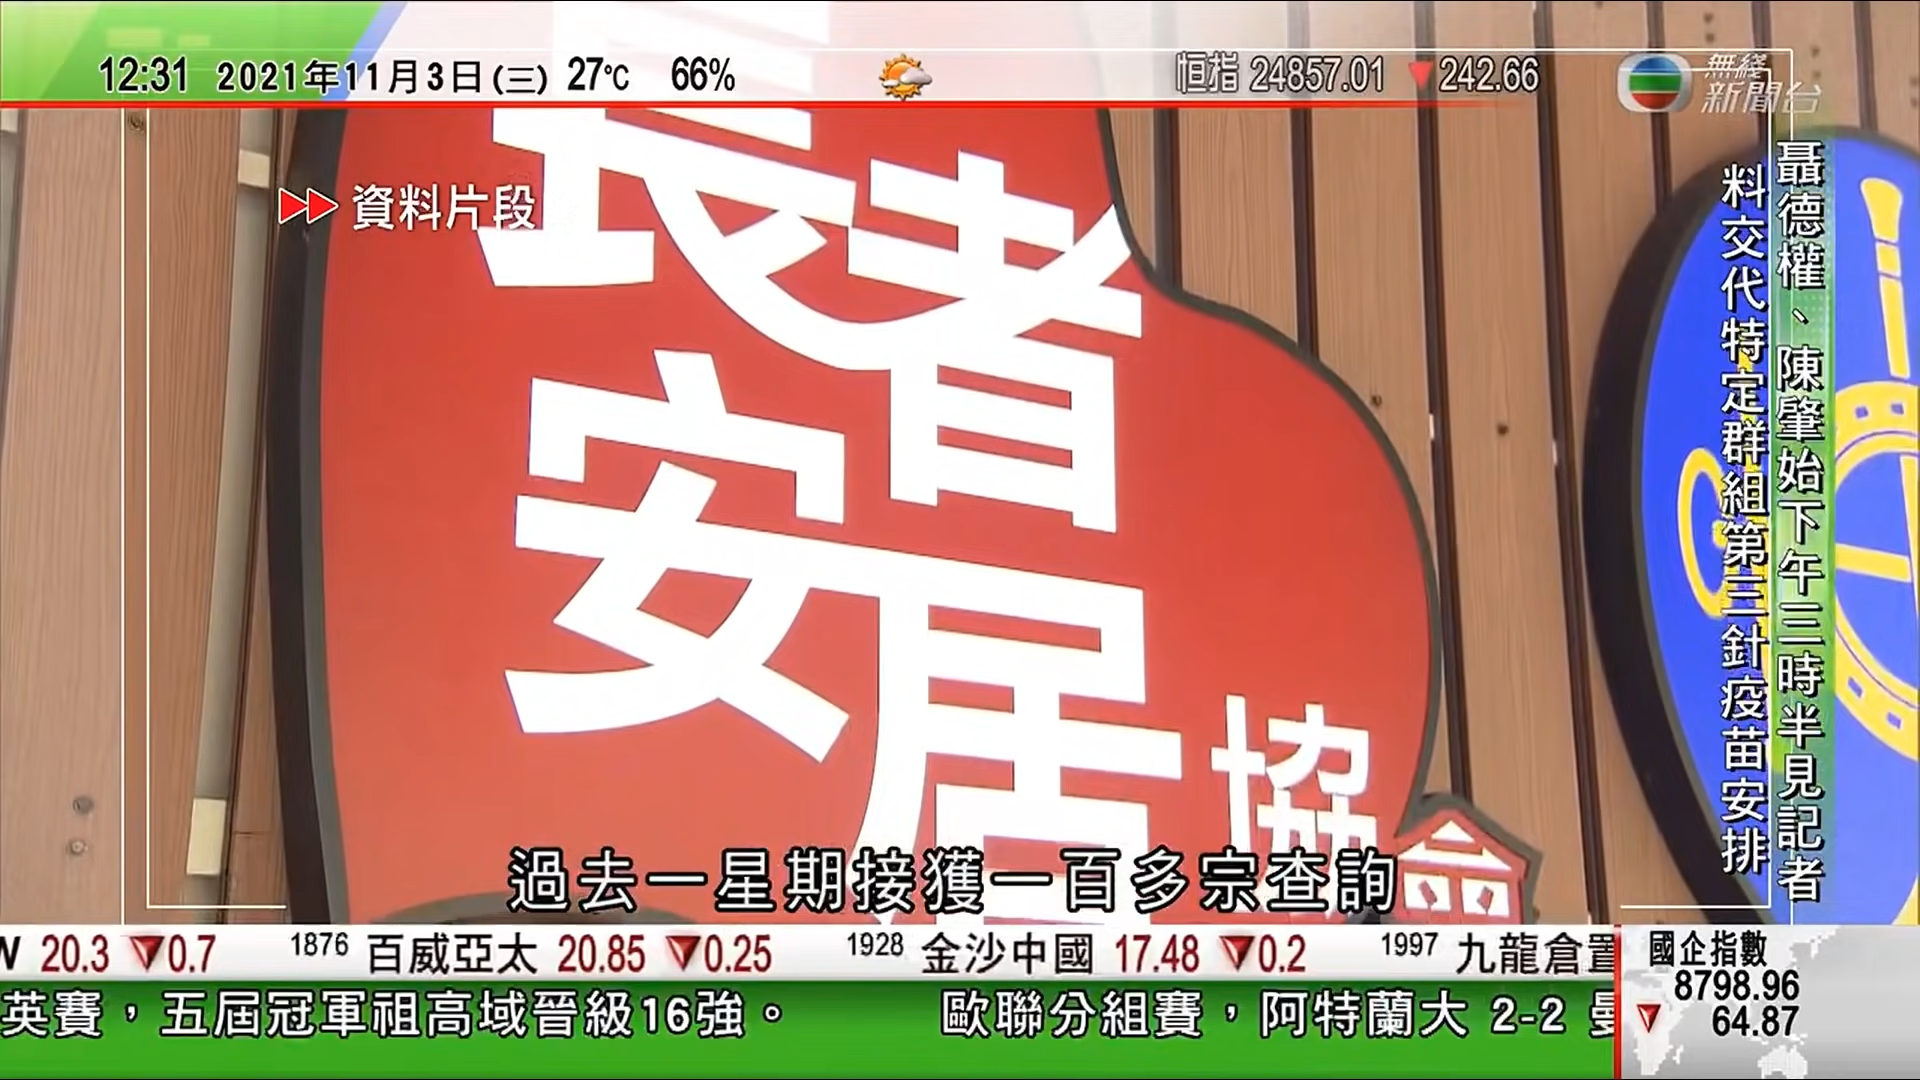 12:31 2021年11月3日(三) 27℃ 66% 恒指 24857.01 ▼242.66
無綫
新聞台
資料片段
長者
安居
協會
聶德權、陳肇始下午三時半見記者
料交代特定群組第三針疫苗安排
過去一星期接獲一百多宗查詢
20.3 ▼0.7 1876 百威亞太 20.85 ▼0.25 1928 金沙中國 17.48 ▼0.2 1997 九龍倉置
英賽，五屆冠軍祖高域晉級16強。 歐聯分組賽，阿特蘭大 2-2
國企指數
8798.96
▼ 64.87